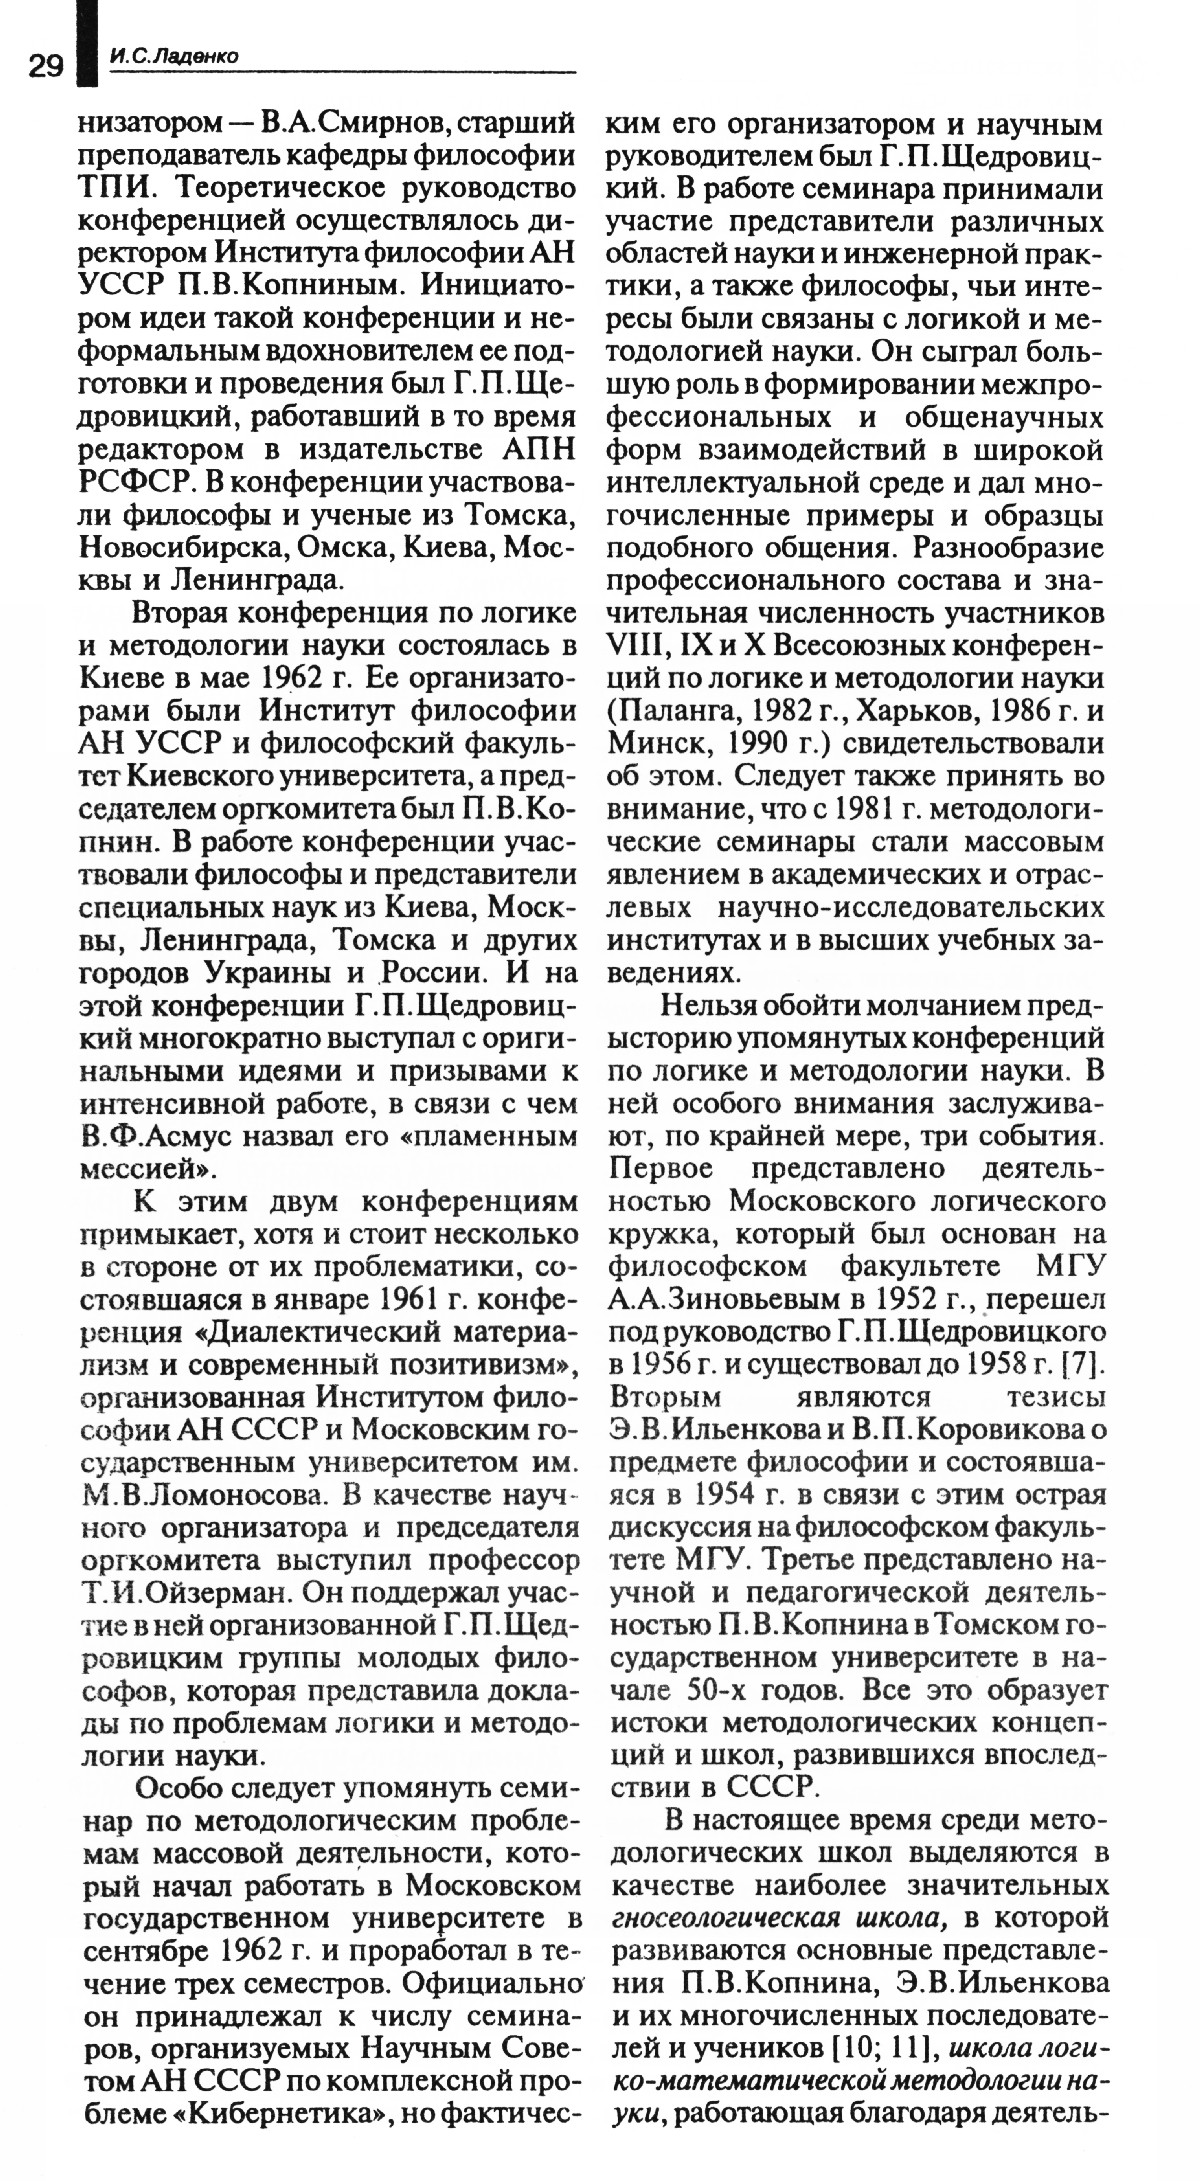 29
И.С.Ладенко
низатором — В.А.Смирнов, старший
преподаватель кафедры философии
ТПИ. Теоретическое руководство
конференцией осуществлялось ди-
ректором Института философии АН
УССР П.В.Копниным. Инициато-
ром идеи такой конференции и не-
формальным вдохновителем ее под-
готовки и проведения был Г.П.Ще-
дровицкий, работавший в то время
редактором в издательстве АПН
РСФСР. В конференции участвова-
ли философы и ученые из Томска,
Новосибирска, Омска, Киева, Мос-
квы и Ленинграда.
Вторая конференция по логике
и методологии науки состоялась в
Киеве в мае 1962 г. Ее организато-
рами были Институт философии
АН УССР и философский факуль-
тет Киевского университета, а пред-
седателем оргкомитета был П.В.Ко-
пнин. В работе конференции учас-
твовали философы и представители
специальных наук из Киева, Моск-
вы, Ленинграда, Томска и других
городов Украины и России. И на
этой конференции Г.П.Щедровиц-
кий многократно выступал с ориги-
нальными идеями и призывами к
интенсивной работе, в связи с чем
В.Ф.Асмус назвал его «пламенным
мессией».
К этим двум конференциям
примыкает, хотя и стоит несколько
в стороне от их проблематики, со-
стоявшаяся в январе 1961 г. конфе-
ренция «Диалектический материа-
лизм и современный позитивизм»,
организованная Институтом фило-
софии АН СССР и Московским го-
сударственным университетом им.
М.В.Ломоносова. В качестве науч-
ного организатора и председателя
оргкомитета выступил профессор
Т.И.Ойзерман. Он поддержал учас-
тие в ней организованной Г.П.Щед-
ровицким группы молодых фило-
софов, которая представила докла-
ды по проблемам логики и методо-
логии науки.
Особо следует упомянуть семи-
нар по методологическим пробле-
мам массовой деятельности, кото-
рый начал работать в Московском
государственном университете в
сентябре 1962 г. и проработал в те-
чение трех семестров. Официально
он принадлежал к числу семина-
ров, организуемых Научным Сове-
том АН СССР по комплексной про-
блеме «Кибернетика», но фактичес-
ким его организатором и научным
руководителем был Г.П.Щедровиц-
кий. В работе семинара принимали
участие представители различных
областей науки и инженерной прак-
тики, а также философы, чьи инте-
ресы были связаны с логикой и ме-
тодологией науки. Он сыграл боль-
шую роль в формировании межпро-
фессиональных и общенаучных
форм взаимодействий в широкой
интеллектуальной среде и дал мно-
гочисленные примеры и образцы
подобного общения. Разнообразие
профессионального состава и зна-
чительная численность участников
VIII, IX и X Всесоюзных конферен-
ций по логике и методологии науки
(Паланга, 1982 г., Харьков, 1986 г. и
Минск, 1990 г.) свидетельствовали
об этом. Следует также принять во
внимание, что с 1981 г. методологи-
ческие семинары стали массовым
явлением в академических и отрас-
левых научно-исследовательских
институтах и в высших учебных за-
ведениях.
Нельзя обойти молчанием пред-
ысторию упомянутых конференций
по логике и методологии науки. В
ней особого внимания заслужива-
ют, по крайней мере, три события.
Первое представлено деятель-
ностью Московского логического
кружка, который был основан на
философском факультете МГУ
А.А.Зиновьевым в 1952 г., перешел
под руководство Г.П.Щедровицкого
в 1956 г. и существовал до 1958 г. [7].
Вторым являются тезисы
Э.В.Ильенкова и В.П.Коровикова о
предмете философии и состоявша-
яся в 1954 г. в связи с этим острая
дискуссия на философском факуль-
тете МГУ. Третье представлено на-
учной и педагогической деятель-
ностью П.В.Копнина в Томском го-
сударственном университете в на-
чале 50-х годов. Все это образует
истоки методологических концеп-
ций и школ, развившихся впослед-
ствии в СССР.
В настоящее время среди мето-
дологических школ выделяются в
качестве наиболее значительных
гносеологическая школа, в которой
развиваются основные представле-
ния П.В.Копнина, Э.В.Ильенкова
и их многочисленных последовате-
лей и учеников [10; 11], школа логи-
ко-математической методологии на-
уки, работающая благодаря деятель-